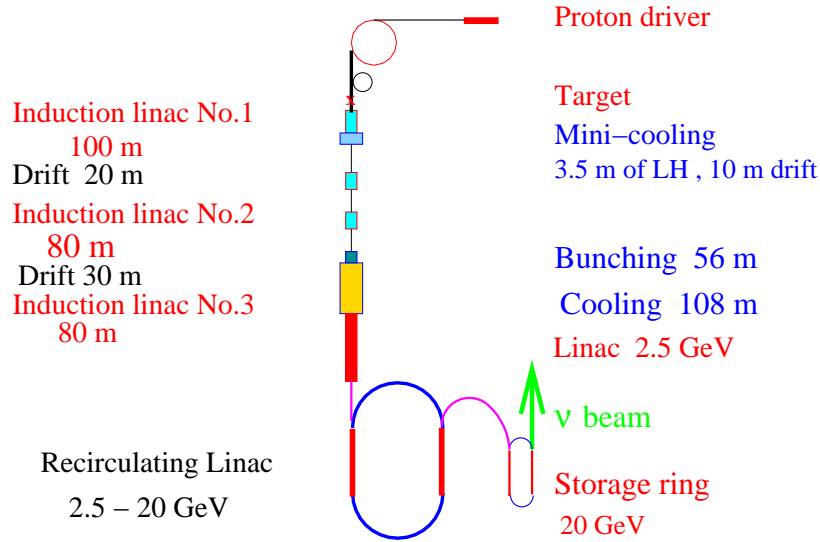 Proton driver
Induction linac No.1
100 m
Drift 20 m
Induction linac No.2
80 m
Drift 30 m
Induction linac No.3
80 m
Recirculating Linac
2.5 – 20 GeV
Target
Mini–cooling
3.5 m of LH , 10 m drift
Bunching 56 m
Cooling 108 m
Linac 2.5 GeV
ν beam
Storage ring
20 GeV
x